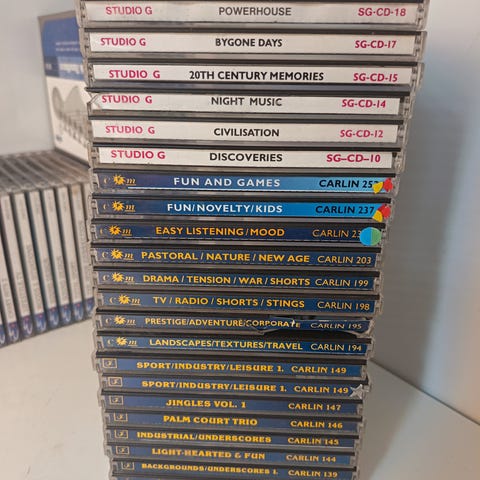 STUDIO G POWERHOUSE SG-CD-18
STUDIO G BYGONE DAYS SG-CD-17
STUDIO G 20TH CENTURY MEMORIES SG-CD-15
STUDIO G NIGHT MUSIC SG-CD-14
STUDIO G CIVILISATION SG-CD-12
STUDIO G DISCOVERIES SG-CD-10
FUN AND GAMES CARLIN
FUN/NOVELTY/KIDS CARLIN 237
EASY LISTENING/MOOD CARLIN
PASTORAL / NATURE / NEW AGE CARLIN 203
DRAMA / TENSION / WAR / SHORTS CARLIN 199
TV / RADIO / SHORTS / STINGS CARLIN 198
PRESTIGE/ADVENTURE/CORPORATE CARLIN 195
LANDSCAPES/TEXTURES/TRAVEL CARLIN 194
SPORT/INDUSTRY/LEISURE 1. CARLIN 149
SPORT/INDUSTRY/LEISURE 1. CARLIN 149
JINGLES VOL. 1 CARLIN 147
PALM COURT TRIO CARLIN 146
INDUSTRIAL/UNDERSCORES CARLIN 145
LIGHT-HEARTED & FUN CARLIN 144
BACKGROUNDS/UNDERSCORES 1. CARLIN 139